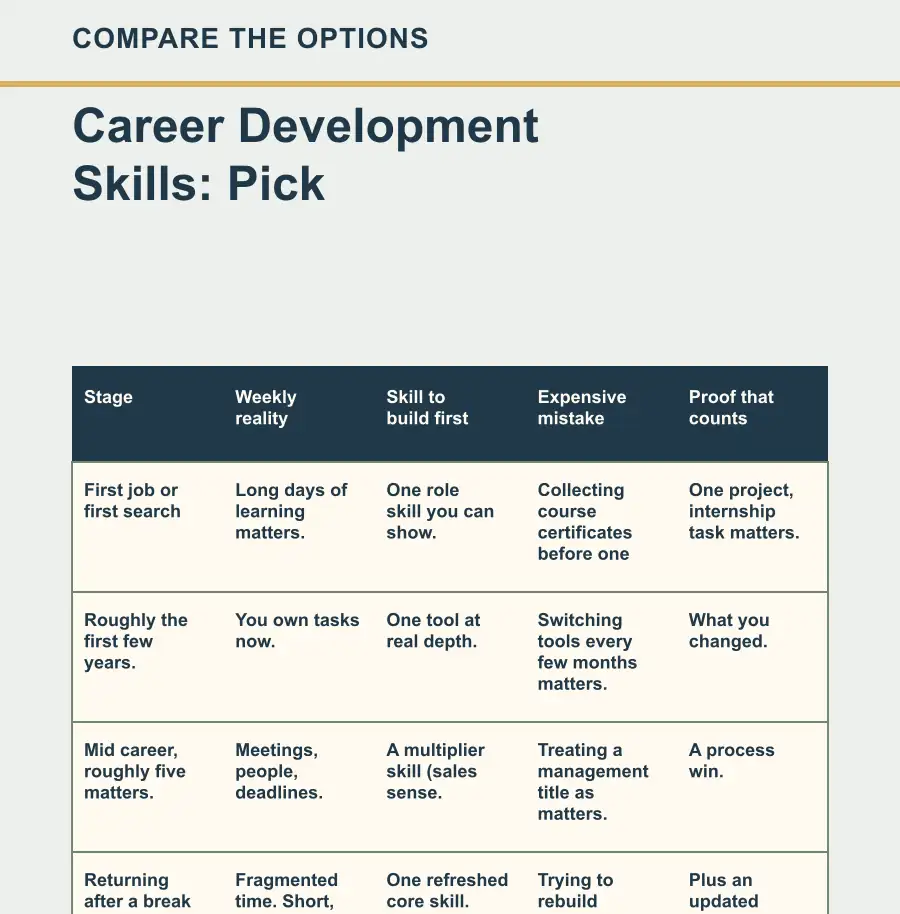 COMPARE THE OPTIONS
Career Development
Skills: Pick
Stage
Weekly
reality
Skill to
build first
Expensive
mistake
Proof that
counts
First job or
first search
Long days of
learning
matters.
One role
skill you can
show.
Collecting
course
certificates
before one
One project,
internship
task matters.
Roughly the
first few
years.
You own tasks
now.
One tool at
real depth.
Switching
tools every
few months
matters.
What you
changed.
Mid career,
roughly five
matters.
Meetings,
people,
deadlines.
A multiplier
skill (sales
sense.
Treating a
management
title as
matters.
A process
win.
Returning
after a break
Fragmented
time. Short,
One refreshed
core skill.
Trying to
rebuild
Plus an
updated